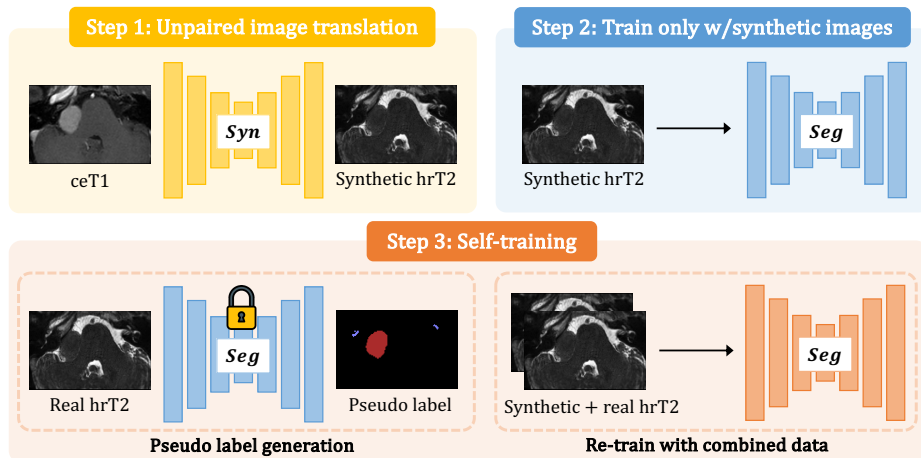 Step 1: Unpaired image translation
Syn
ceT1
Synthetic hrT2
Step 2: Train only w/synthetic images
Seg
Synthetic hrT2
Step 3: Self-training
Seg
Real hrT2
Pseudo label
Pseudo label generation
Seg
Synthetic + real hrT2
Re-train with combined data